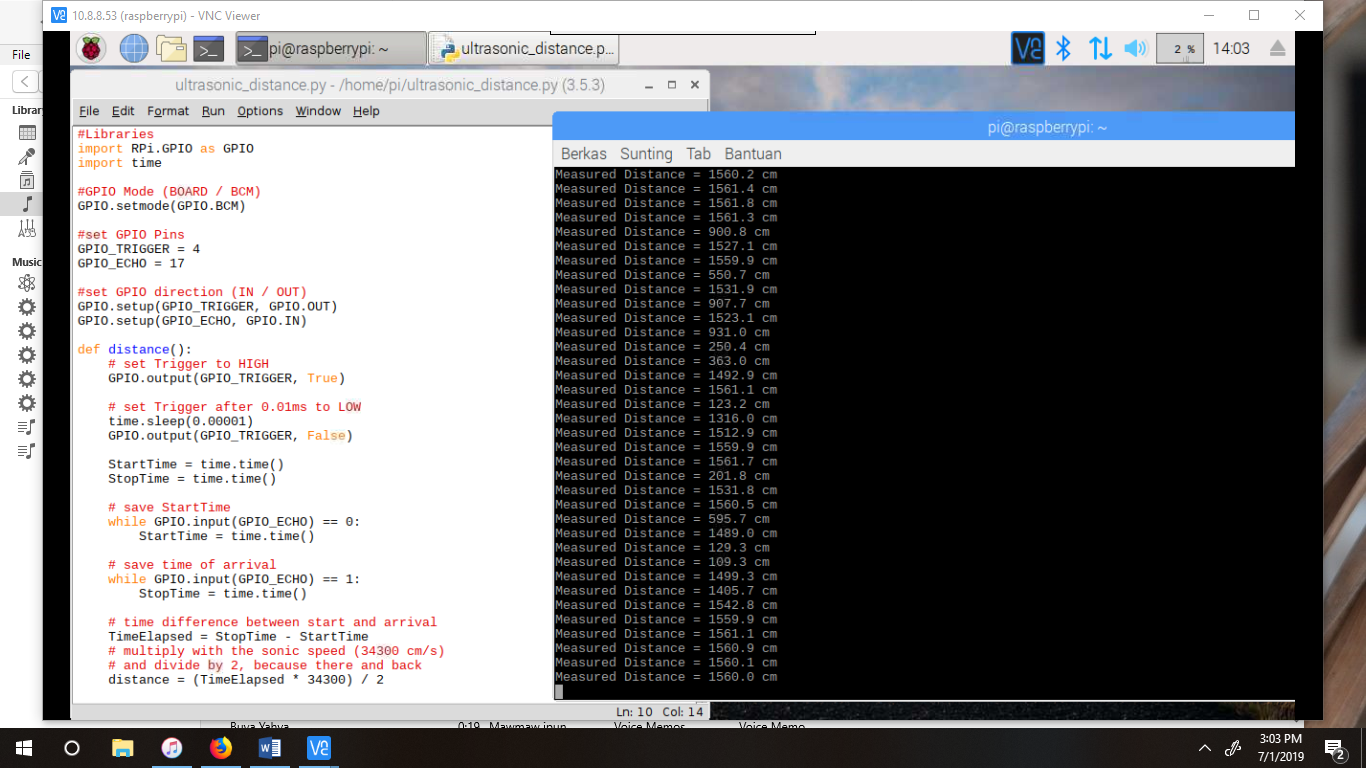 10.8.8.53 (raspberrypi) - VNC Viewer
File
pi@raspberrypi: ~
ultrasonic_distance.p...
2 %
14:03
ultrasonic_distance.py - /home/pi/ultrasonic_distance.py (3.5.3)
File Edit Format Run Options Window Help
Library
Music
#Libraries
import RPi.GPIO as GPIO
import time
#GPIO Mode (BOARD / BCM)
GPIO.setmode(GPIO.BCM)
#set GPIO Pins
GPIO_TRIGGER = 4
GPIO_ECHO = 17
#set GPIO direction (IN / OUT)
GPIO.setup(GPIO_TRIGGER, GPIO.OUT)
GPIO.setup(GPIO_ECHO, GPIO.IN)
def distance():
# set Trigger to HIGH
GPIO.output(GPIO_TRIGGER, True)
# set Trigger after 0.01ms to LOW
time.sleep(0.00001)
GPIO.output(GPIO_TRIGGER, False)
StartTime = time.time()
StopTime = time.time()
# save StartTime
while GPIO.input(GPIO_ECHO) == 0:
StartTime = time.time()
# save time of arrival
while GPIO.input(GPIO_ECHO) == 1:
StopTime = time.time()
# time difference between start and arrival
TimeElapsed = StopTime - StartTime
# multiply with the sonic speed (34300 cm/s)
# and divide by 2, because there and back
distance = (TimeElapsed * 34300) / 2
Ln: 10 Col: 14
pi@raspberrypi: ~
Berkas Sunting Tab Bantuan
Measured Distance = 1560.2 cm
Measured Distance = 1561.4 cm
Measured Distance = 1561.8 cm
Measured Distance = 1561.3 cm
Measured Distance = 900.8 cm
Measured Distance = 1527.1 cm
Measured Distance = 1559.9 cm
Measured Distance = 550.7 cm
Measured Distance = 1531.9 cm
Measured Distance = 907.7 cm
Measured Distance = 1523.1 cm
Measured Distance = 931.0 cm
Measured Distance = 250.4 cm
Measured Distance = 363.0 cm
Measured Distance = 1492.9 cm
Measured Distance = 1561.1 cm
Measured Distance = 123.2 cm
Measured Distance = 1316.0 cm
Measured Distance = 1512.9 cm
Measured Distance = 1559.9 cm
Measured Distance = 1561.7 cm
Measured Distance = 201.8 cm
Measured Distance = 1531.8 cm
Measured Distance = 1560.5 cm
Measured Distance = 595.7 cm
Measured Distance = 1489.0 cm
Measured Distance = 129.3 cm
Measured Distance = 109.3 cm
Measured Distance = 1499.3 cm
Measured Distance = 1405.7 cm
Measured Distance = 1542.8 cm
Measured Distance = 1559.9 cm
Measured Distance = 1561.1 cm
Measured Distance = 1560.9 cm
Measured Distance = 1560.1 cm
Measured Distance = 1560.0 cm
Buya Yahya 0:19 Mawmaw ipun Voice Memos Voice Memo
3:03 PM
7/1/2019
2